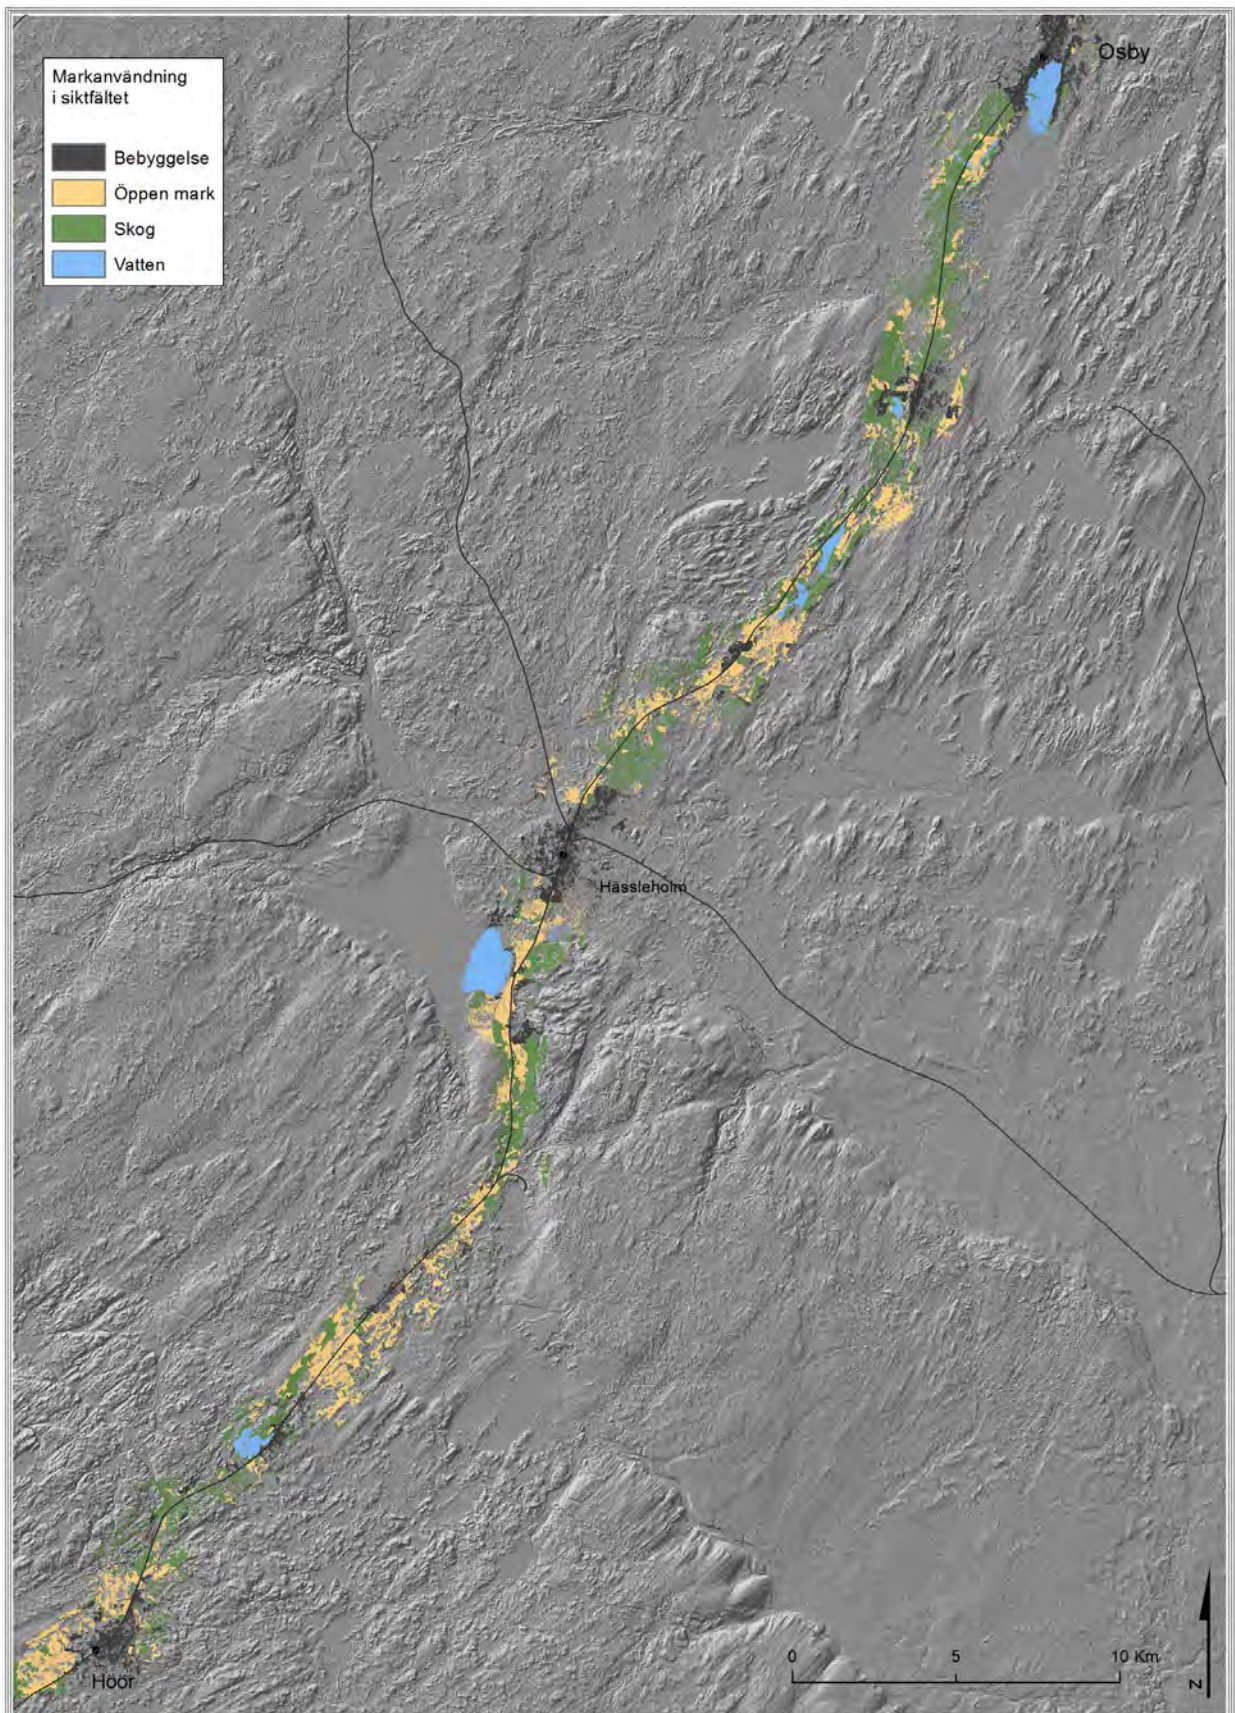 Osby
Markanvändning
i siktfältet
Bebyggelse
Öppen mark
Skog
Vatten
Hässleholm
0 5 10 Km
N
Höör